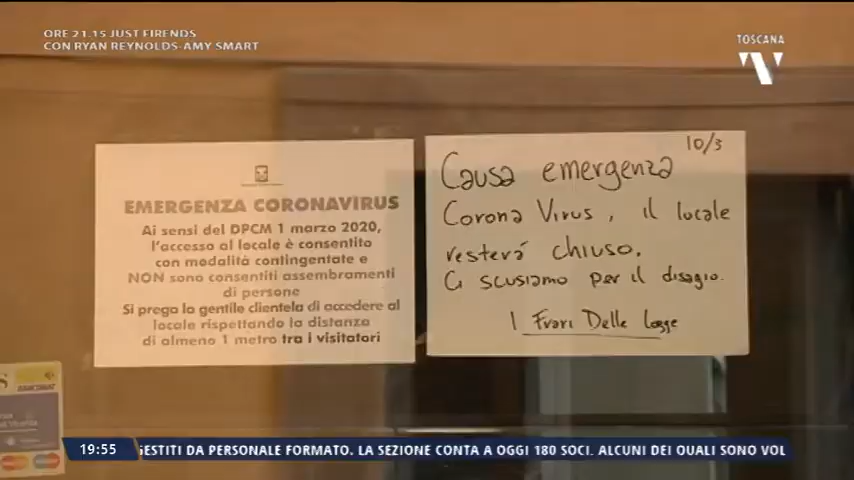 ORE 21.15 JUST FIRENDS
CON RYAN REYNOLDS-AMY SMART
TOSCANA
TV
EMERGENZA CORONAVIRUS
Ai sensi del DPCM 1 marzo 2020,
l'accesso al locale è consentito
con modalità contingentate e
NON sono consentiti assembramenti
di persone
Si prega la gentile clientela di accedere al
locale rispettando la distanza
di almeno 1 metro tra i visitatori
10/3
Causa emergenza
Corona Virus, il locale
resterá chiuso.
Ci scusiamo per il disagio.
I Frari Delle Logge
BANCOMAT
19:55
GESTITI DA PERSONALE FORMATO. LA SEZIONE CONTA A OGGI 180 SOCI. ALCUNI DEI QUALI SONO VOL